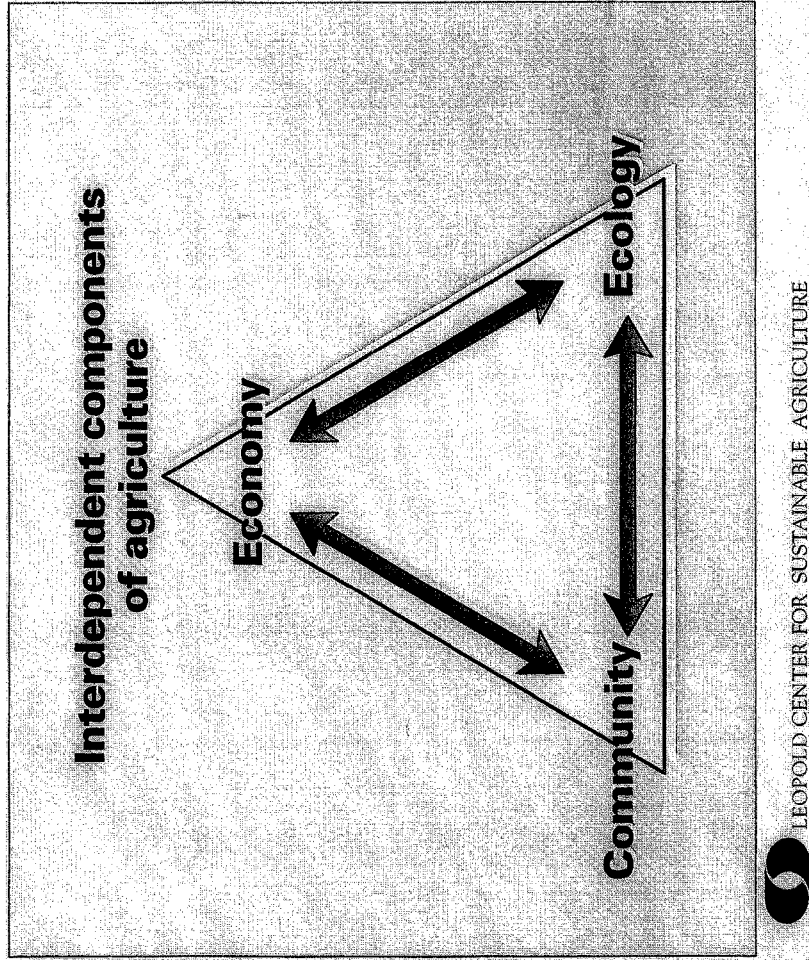 Interdependent components
of agriculture
Economy
Community
Ecology
LEOPOLD CENTER FOR SUSTAINABLE AGRICULTURE